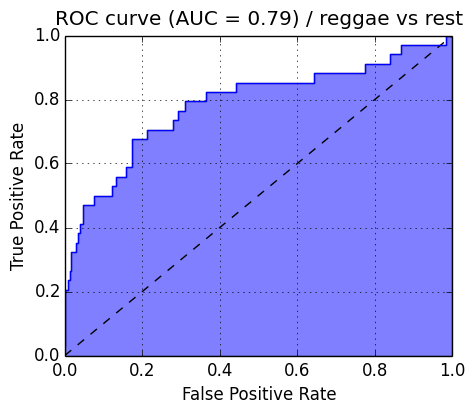 ROC curve (AUC = 0.79) / reggae vs rest
1.0
0.8
0.6
0.4
0.2
0.0
True Positive Rate
0.0 0.2 0.4 0.6 0.8 1.0
False Positive Rate